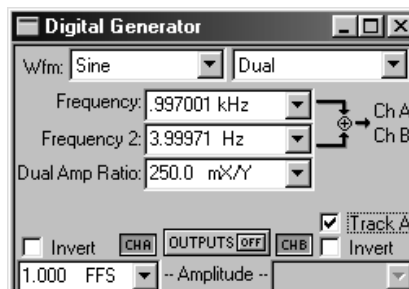 Digital Generator
Wfm: Sine Dual
Frequency: .997001 kHz
Frequency 2: 3.99971 Hz
Ch A
Ch B
Dual Amp Ratio: 250.0 mX/Y
Track A
Invert CHA OUTPUTS OFF CHB Invert
1.000 FFS -- Amplitude --